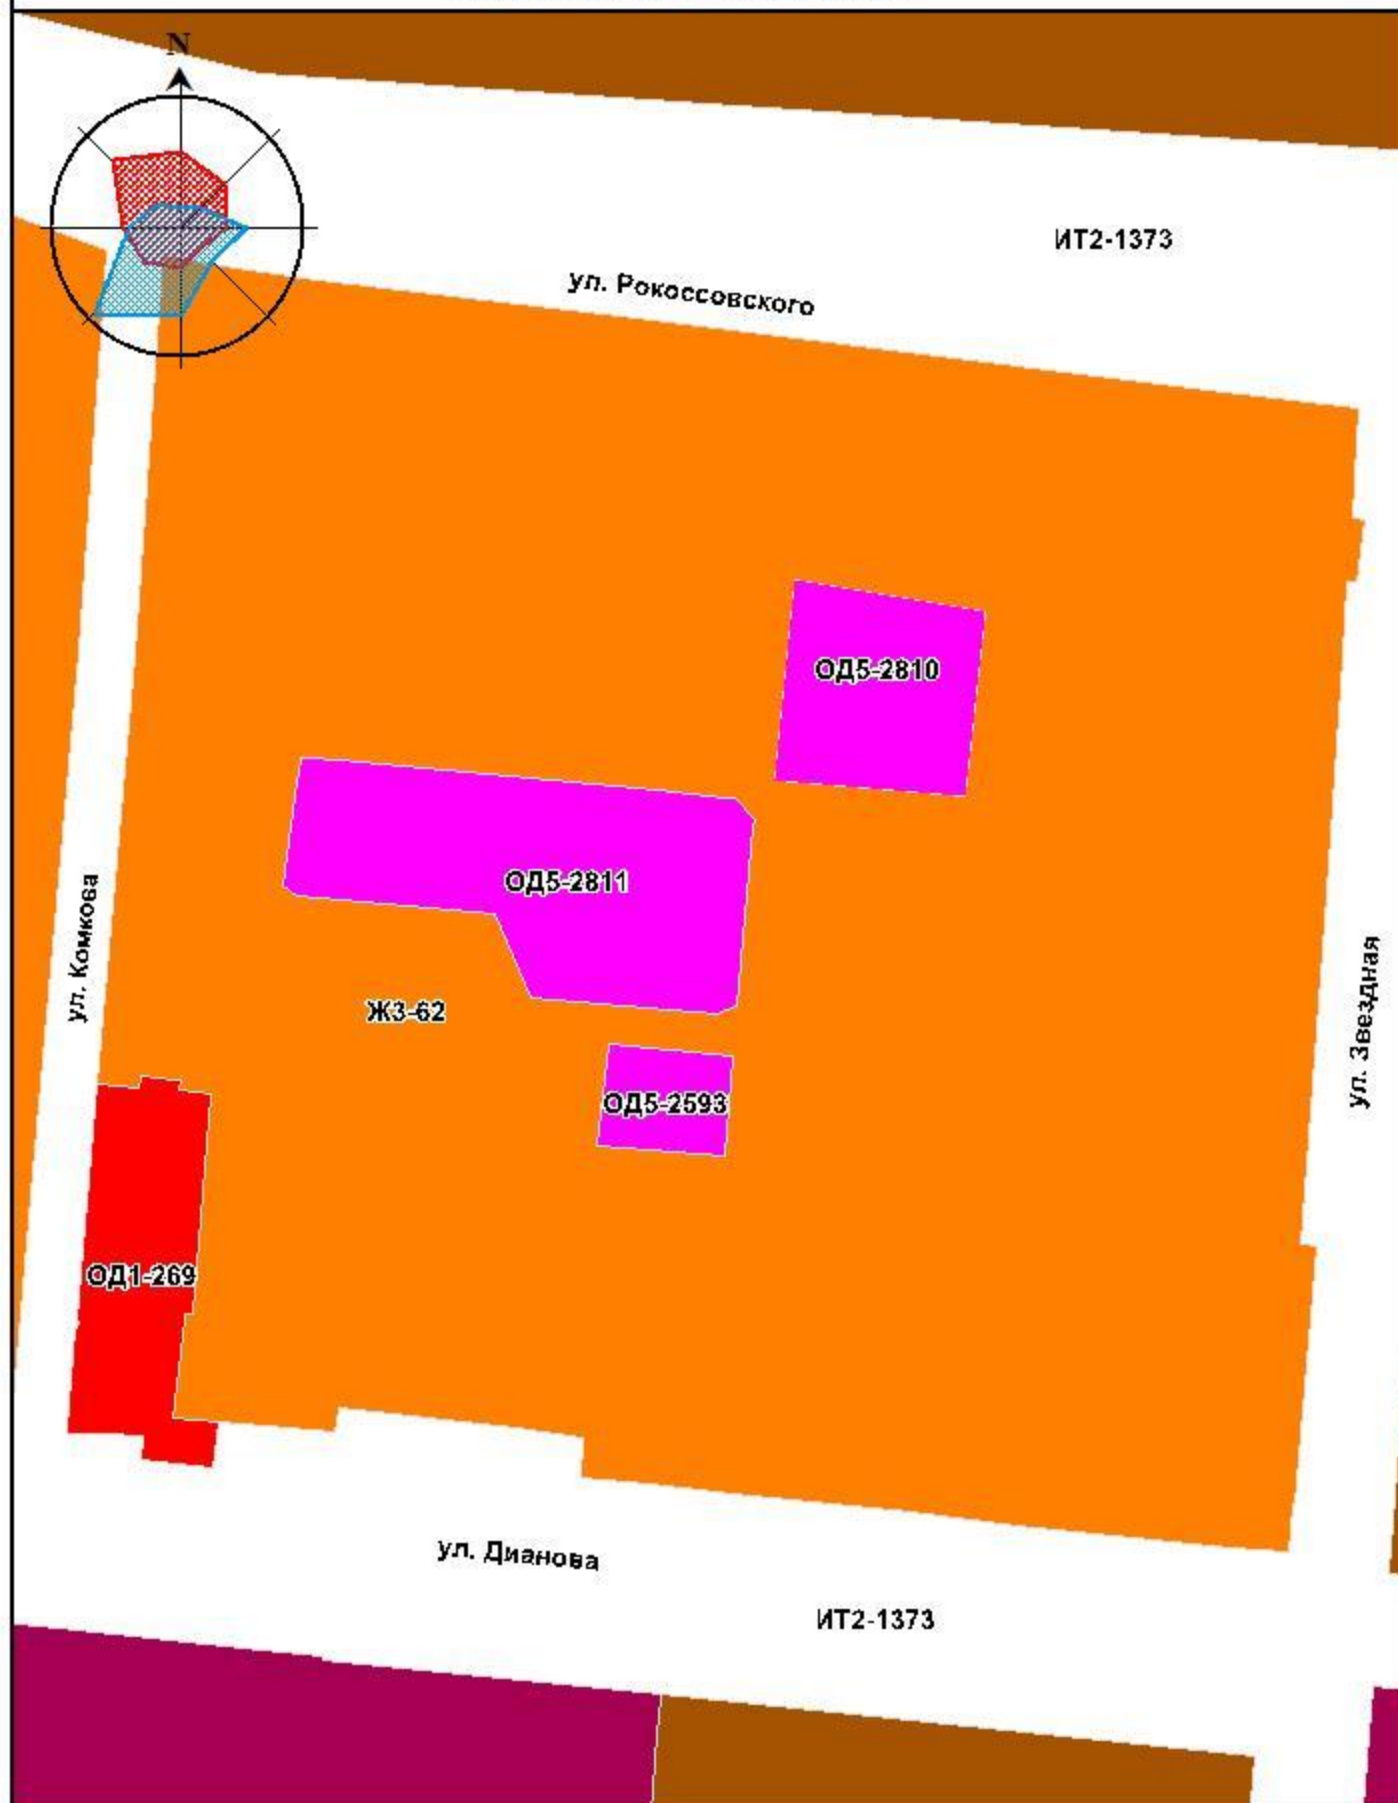 N
ИТ2-1373
ул. Рокоссовского
ОД5-2810
ОД5-2811
ул. Комкова
Ж3-62
ул. Звездная
ОД5-2593
ОД1-269
ул. Дианова
ИТ2-1373